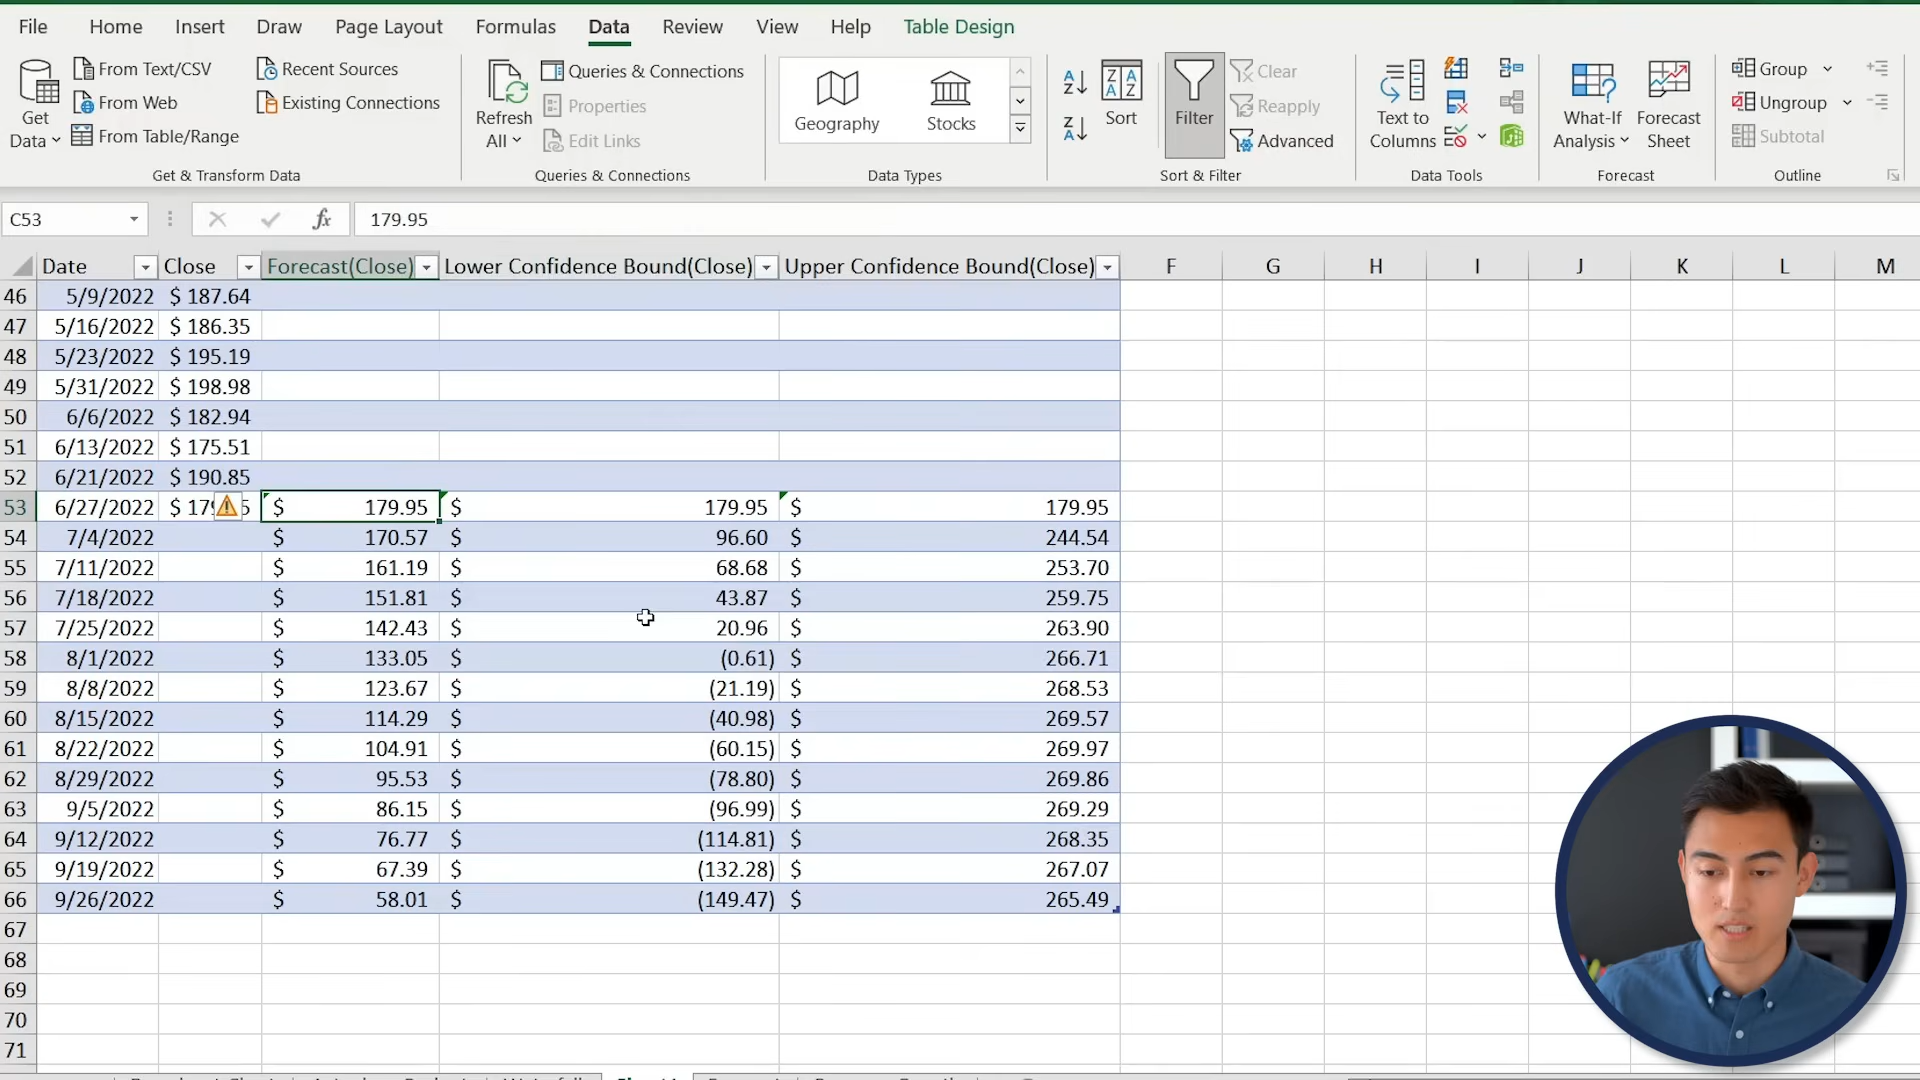 File Home Insert Draw Page Layout Formulas Data Review View Help Table Design
Get Data
From Text/CSV
From Web
From Table/Range
Recent Sources
Existing Connections
Get & Transform Data
Refresh All
Queries & Connections
Properties
Edit Links
Queries & Connections
Geography
Stocks
Data Types
Sort
Filter
Clear
Reapply
Advanced
Sort & Filter
Text to Columns
Data Tools
What-If Analysis
Forecast Sheet
Forecast
Group
Ungroup
Subtotal
Outline
C53 fx 179.95
Date Close Forecast(Close) Lower Confidence Bound(Close) Upper Confidence Bound(Close) F G H I J K L M
46 5/9/2022 $ 187.64
47 5/16/2022 $ 186.35
48 5/23/2022 $ 195.19
49 5/31/2022 $ 198.98
50 6/6/2022 $ 182.94
51 6/13/2022 $ 175.51
52 6/21/2022 $ 190.85
53 6/27/2022 $ $ 179.95 $ 179.95 $ 179.95
54 7/4/2022 $ 170.57 $ 96.60 $ 244.54
55 7/11/2022 $ 161.19 $ 68.68 $ 253.70
56 7/18/2022 $ 151.81 $ 43.87 $ 259.75
57 7/25/2022 $ 142.43 $ 20.96 $ 263.90
58 8/1/2022 $ 133.05 $ (0.61) $ 266.71
59 8/8/2022 $ 123.67 $ (21.19) $ 268.53
60 8/15/2022 $ 114.29 $ (40.98) $ 269.57
61 8/22/2022 $ 104.91 $ (60.15) $ 269.97
62 8/29/2022 $ 95.53 $ (78.80) $ 269.86
63 9/5/2022 $ 86.15 $ (96.99) $ 269.29
64 9/12/2022 $ 76.77 $ (114.81) $ 268.35
65 9/19/2022 $ 67.39 $ (132.28) $ 267.07
66 9/26/2022 $ 58.01 $ (149.47) $ 265.49
67
68
69
70
71